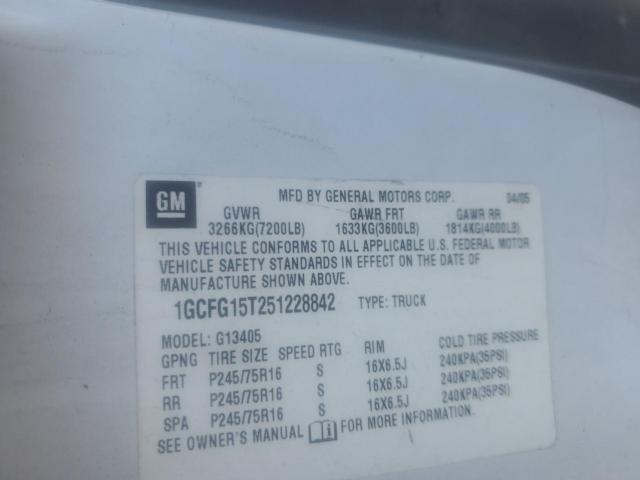 GM
MFD BY GENERAL MOTORS CORP. 04/05
GVWR GAWR FRT GAWR RR
3266KG(7200LB) 1633KG(3600LB) 1814KG(4000LB)
THIS VEHICLE CONFORMS TO ALL APPLICABLE U.S. FEDERAL MOTOR
VEHICLE SAFETY STANDARDS IN EFFECT ON THE DATE OF
MANUFACTURE SHOWN ABOVE.
1GCFG15T251228842 TYPE: TRUCK
MODEL: G13405
GPNG TIRE SIZE SPEED RTG RIM COLD TIRE PRESSURE
FRT P245/75R16 S 16X6.5J 240KPA(35PSI)
RR P245/75R16 S 16X6.5J 240KPA(35PSI)
SPA P245/75R16 S 16X6.5J 240KPA(35PSI)
SEE OWNER'S MANUAL FOR MORE INFORMATION.